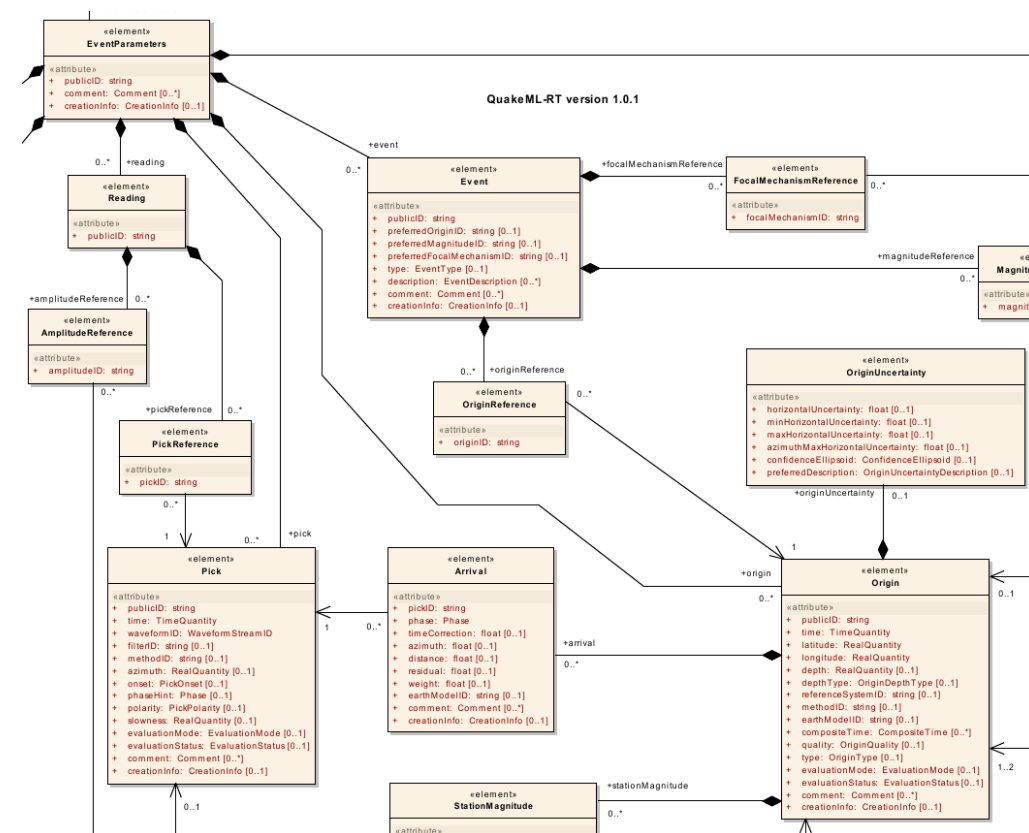 «element»
EventParameters
«attribute»
+ publicID: string
+ comment: Comment [0..*]
+ creationInfo: CreationInfo [0..1]
QuakeML-RT version 1.0.1
0..* +reading
«element»
Reading
«attribute»
+ publicID: string
+event
0..*
«element»
Event
«attribute»
+ publicID: string
+ preferredOriginID: string [0..1]
+ preferredMagnitudeID: string [0..1]
+ preferredFocalMechanismID: string [0..1]
+ type: EventType [0..1]
+ description: EventDescription [0..*]
+ comment: Comment [0..*]
+ creationInfo: CreationInfo [0..1]
+focalMechanismReference
0..*
«element»
FocalMechanismReference
«attribute»
+ focalMechanismID: string
0..*
+magnitudeReference
0..*
«e
Magnit
«attribute»
+ magnit
+amplitudeReference 0..*
«element»
AmplitudeReference
«attribute»
+ amplitudeID: string
0..*
+pickReference 0..*
«element»
PickReference
«attribute»
+ pickID: string
0..*
1
0..* +pick
0..* +originReference
«element»
OriginReference
«attribute»
+ originID: string
0..*
1
«element»
OriginUncertainty
«attribute»
+ horizontalUncertainty: float [0..1]
+ minHorizontalUncertainty: float [0..1]
+ maxHorizontalUncertainty: float [0..1]
+ azimuthMaxHorizontalUncertainty: float [0..1]
+ confidenceEllipsoid: ConfidenceEllipsoid [0..1]
+ preferredDescription: OriginUncertaintyDescription [0..1]
+originUncertainty 0..1
«element»
Pick
«attribute»
+ publicID: string
+ time: TimeQuantity
+ waveformID: WaveformStreamID
+ filterID: string [0..1]
+ methodID: string [0..1]
+ azimuth: RealQuantity [0..1]
+ onset: PickOnset [0..1]
+ phaseHint: Phase [0..1]
+ polarity: PickPolarity [0..1]
+ slowness: RealQuantity [0..1]
+ evaluationMode: EvaluationMode [0..1]
+ evaluationStatus: EvaluationStatus [0..1]
+ comment: Comment [0..*]
+ creationInfo: CreationInfo [0..1]
0..1
1
0..*
«element»
Arrival
«attribute»
+ pickID: string
+ phase: Phase
+ timeCorrection: float [0..1]
+ azimuth: float [0..1]
+ distance: float [0..1]
+ residual: float [0..1]
+ weight: float [0..1]
+ earthModelID: string [0..1]
+ comment: Comment [0..*]
+ creationInfo: CreationInfo [0..1]
+arrival
0..*
+origin
0..*
«element»
Origin
«attribute»
+ publicID: string
+ time: TimeQuantity
+ latitude: RealQuantity
+ longitude: RealQuantity
+ depth: RealQuantity [0..1]
+ depthType: OriginDepthType [0..1]
+ referenceSystemID: string [0..1]
+ methodID: string [0..1]
+ earthModelID: string [0..1]
+ compositeTime: CompositeTime [0..*]
+ quality: OriginQuality [0..1]
+ type: OriginType [0..1]
+ evaluationMode: EvaluationMode [0..1]
+ evaluationStatus: EvaluationStatus [0..1]
+ comment: Comment [0..*]
+ creationInfo: CreationInfo [0..1]
0..1
1..2
+stationMagnitude
0..*
«element»
StationMagnitude
«attribute»